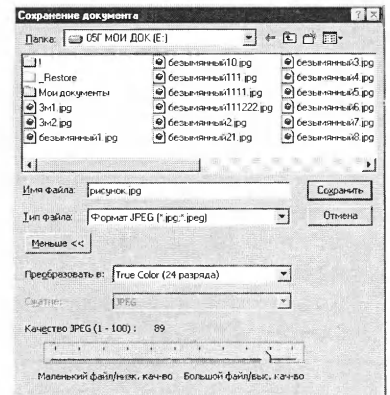 Сохранение документа
Папка: 05Г МОИ ДОК (E:)
! безымянный10.jpg безымянный3.jpg
_Restore безымянный111.jpg безымянный4.jpg
Мои документы безымянный1111.jpg безымянный5.jpg
3м1.jpg безымянный111222.jpg безымянный6.jpg
3м2.jpg безымянный2.jpg безымянный7.jpg
безымянный1.jpg безымянный21.jpg безымянный8.jpg
Имя файла: рисунок.jpg Сохранить
Тип файла: Формат JPEG (*.jpg;*.jpeg) Отмена
Меньше <<
Преобразовать в: True Color (24 разряда)
Сжатие: JPEG
Качество JPEG (1 - 100) : 89
Маленький файл/низк. кач-во Большой файл/выс. кач-во